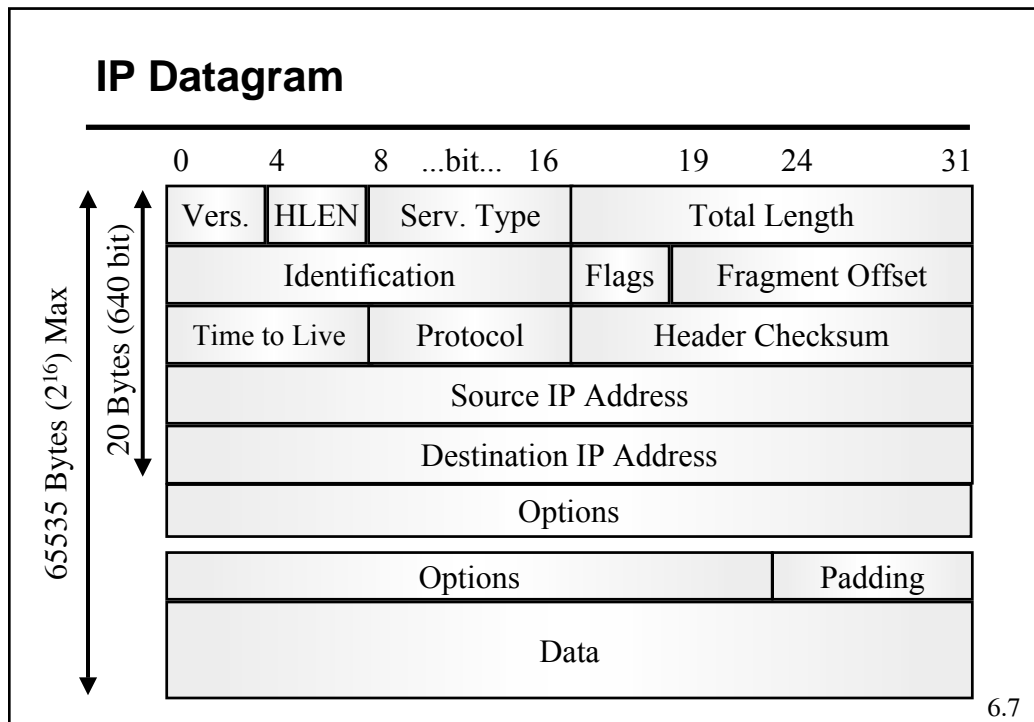 IP Datagram
0 4 8 ...bit... 16 19 24 31
Vers. HLEN Serv. Type Total Length
Identification Flags Fragment Offset
Time to Live Protocol Header Checksum
Source IP Address
Destination IP Address
Options
Options Padding
Data
65535 Bytes (2^16) Max
20 Bytes (640 bit)
6.7